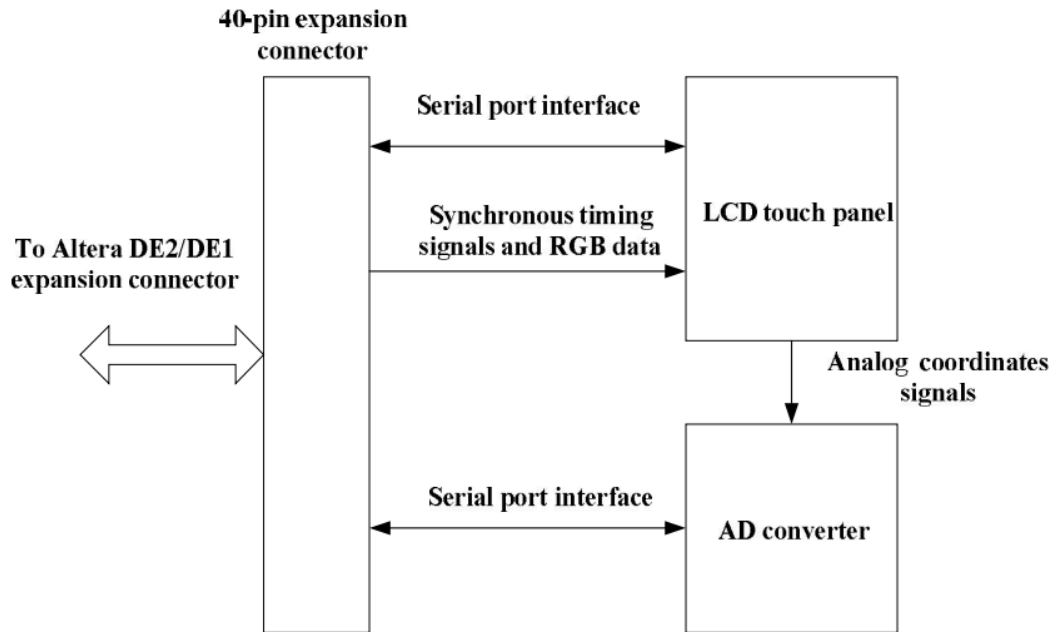 40-pin expansion
connector
Serial port interface
LCD touch panel
Synchronous timing
signals and RGB data
To Altera DE2/DE1
expansion connector
Analog coordinates
signals
Serial port interface
AD converter